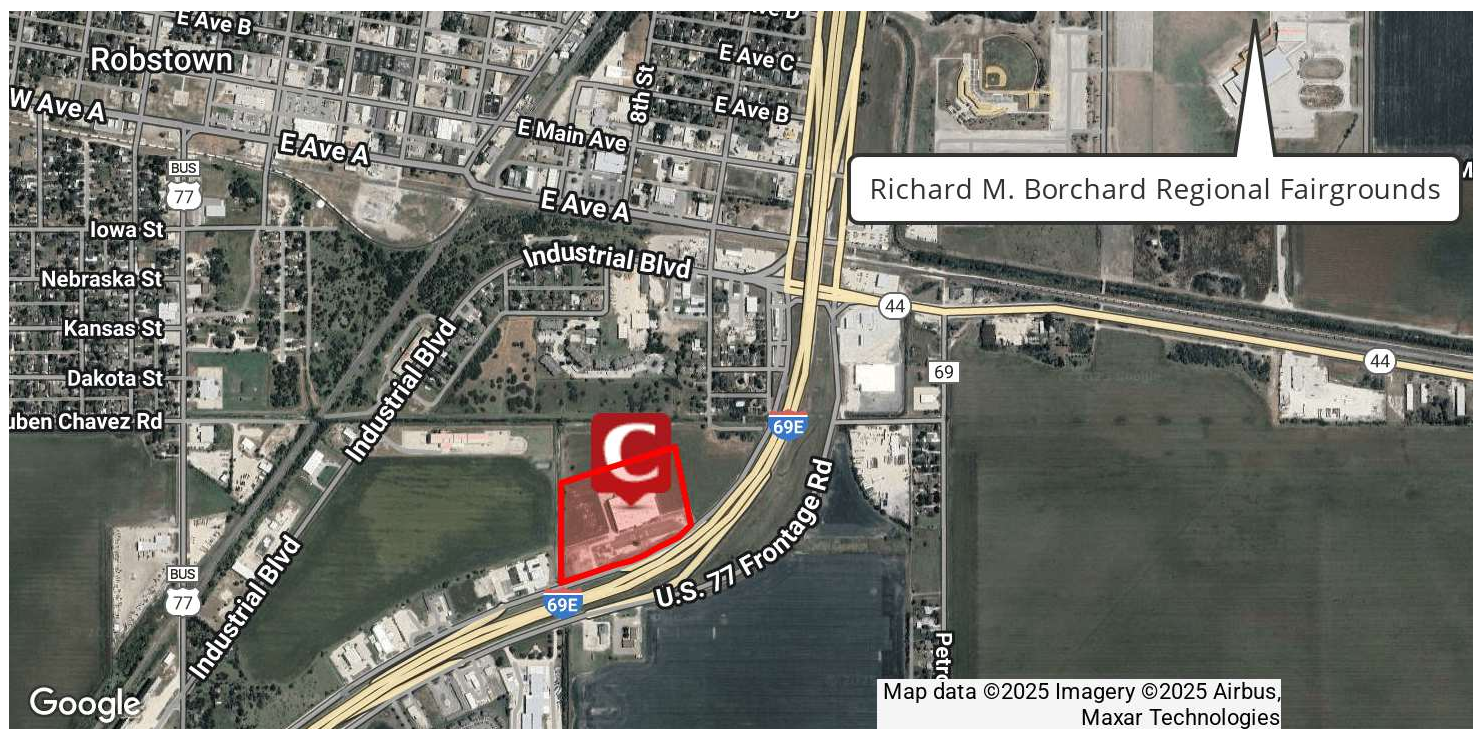 E Ave B
Robstown
E Ave C
8th St
W Ave A
E Ave B
E Main Ave
E Ave A
BUS
77
Richard M. Borchard Regional Fairgrounds
E Ave A
Iowa St
Industrial Blvd
Nebraska St
44
Kansas St
Industrial Blvd
44
69
Dakota St
uben Chavez Rd
69E
C
U.S. 77 Frontage Rd
BUS
77
69E
Industrial Blvd
Petro
Google
Map data ©2025 Imagery ©2025 Airbus,
Maxar Technologies